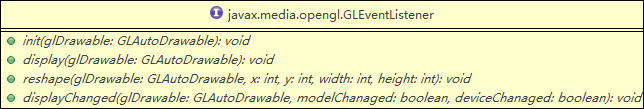 javax.media.opengl.GLEventListener
init(glDrawable: GLAutoDrawable): void
display(glDrawable: GLAutoDrawable): void
reshape(glDrawable: GLAutoDrawable, x: int, y: int, width: int, height: int): void
displayChanged(glDrawable: GLAutoDrawable, modelChanaged: boolean, deviceChanaged: boolean): void